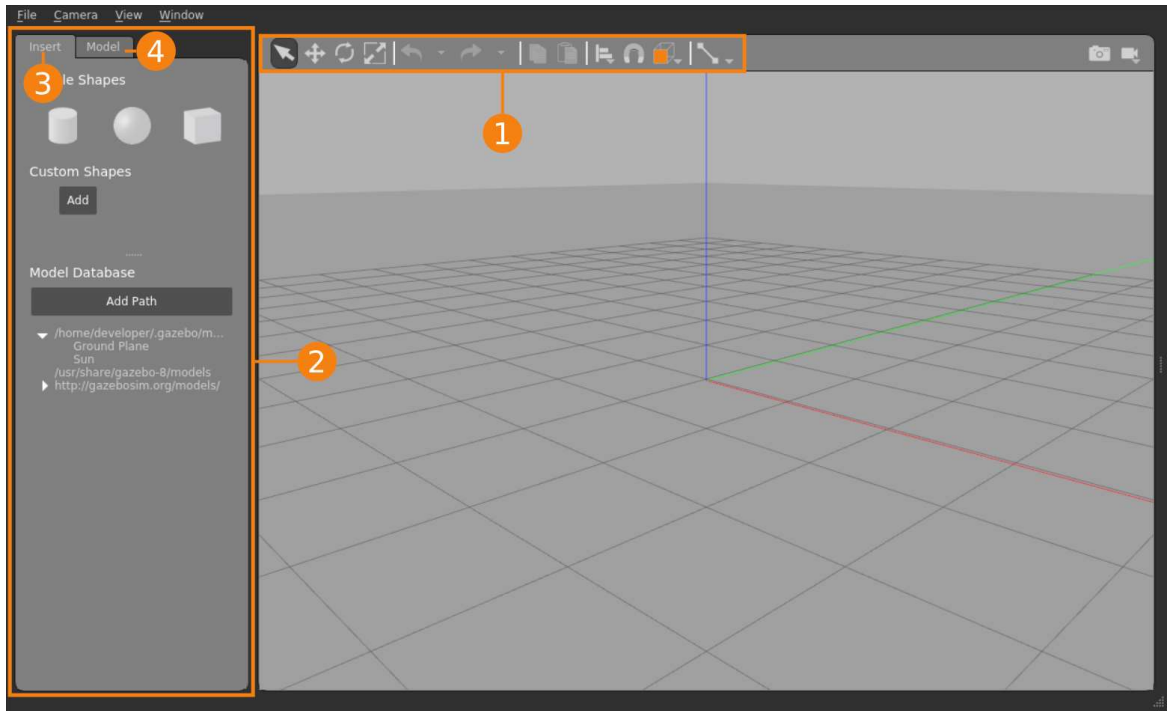 File Camera View Window
Insert Model 4
3 le Shapes
1
Custom Shapes
Add
Model Database
Add Path
/home/developer/.gazebo/m...
Ground Plane
Sun
2
/usr/share/gazebo-8/models
http://gazebosim.org/models/